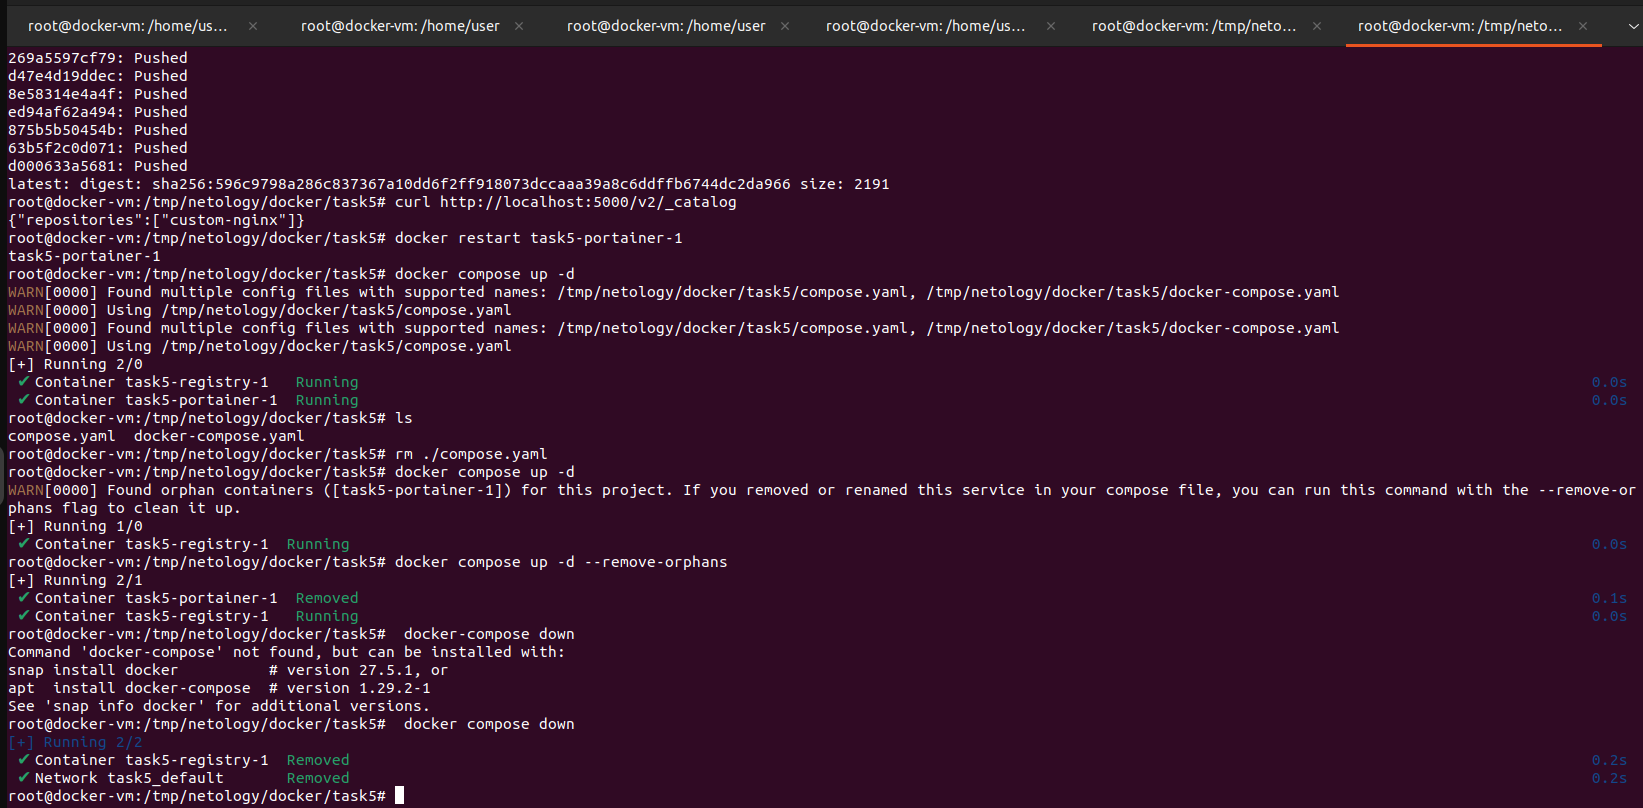 root@docker-vm: /home/us... × root@docker-vm: /home/user × root@docker-vm: /home/user × root@docker-vm: /home/us... × root@docker-vm: /tmp/neto... × root@docker-vm: /tmp/neto... ×
269a5597cf79: Pushed
d47e4d19ddec: Pushed
8e58314e4a4f: Pushed
ed94af62a494: Pushed
875b5b50454b: Pushed
63b5f2c0d071: Pushed
d000633a5681: Pushed
latest: digest: sha256:596c9798a286c837367a10dd6f2ff918073dccaaa39a8c6ddffb6744dc2da966 size: 2191
root@docker-vm:/tmp/netology/docker/task5# curl http://localhost:5000/v2/_catalog
{"repositories":["custom-nginx"]}
root@docker-vm:/tmp/netology/docker/task5# docker restart task5-portainer-1
task5-portainer-1
root@docker-vm:/tmp/netology/docker/task5# docker compose up -d
WARN[0000] Found multiple config files with supported names: /tmp/netology/docker/task5/compose.yaml, /tmp/netology/docker/task5/docker-compose.yaml
WARN[0000] Using /tmp/netology/docker/task5/compose.yaml
WARN[0000] Found multiple config files with supported names: /tmp/netology/docker/task5/compose.yaml, /tmp/netology/docker/task5/docker-compose.yaml
WARN[0000] Using /tmp/netology/docker/task5/compose.yaml
[+] Running 2/0
✔ Container task5-registry-1 Running 0.0s
✔ Container task5-portainer-1 Running 0.0s
root@docker-vm:/tmp/netology/docker/task5# ls
compose.yaml docker-compose.yaml
root@docker-vm:/tmp/netology/docker/task5# rm ./compose.yaml
root@docker-vm:/tmp/netology/docker/task5# docker compose up -d
WARN[0000] Found orphan containers ([task5-portainer-1]) for this project. If you removed or renamed this service in your compose file, you can run this command with the --remove-or
phans flag to clean it up.
[+] Running 1/0
✔ Container task5-registry-1 Running 0.0s
root@docker-vm:/tmp/netology/docker/task5# docker compose up -d --remove-orphans
[+] Running 2/1
✔ Container task5-portainer-1 Removed 0.1s
✔ Container task5-registry-1 Running 0.0s
root@docker-vm:/tmp/netology/docker/task5#  docker-compose down
Command 'docker-compose' not found, but can be installed with:
snap install docker # version 27.5.1, or
apt install docker-compose # version 1.29.2-1
See 'snap info docker' for additional versions.
root@docker-vm:/tmp/netology/docker/task5#  docker compose down
[+] Running 2/2
✔ Container task5-registry-1 Removed 0.2s
✔ Network task5_default Removed 0.2s
root@docker-vm:/tmp/netology/docker/task5#